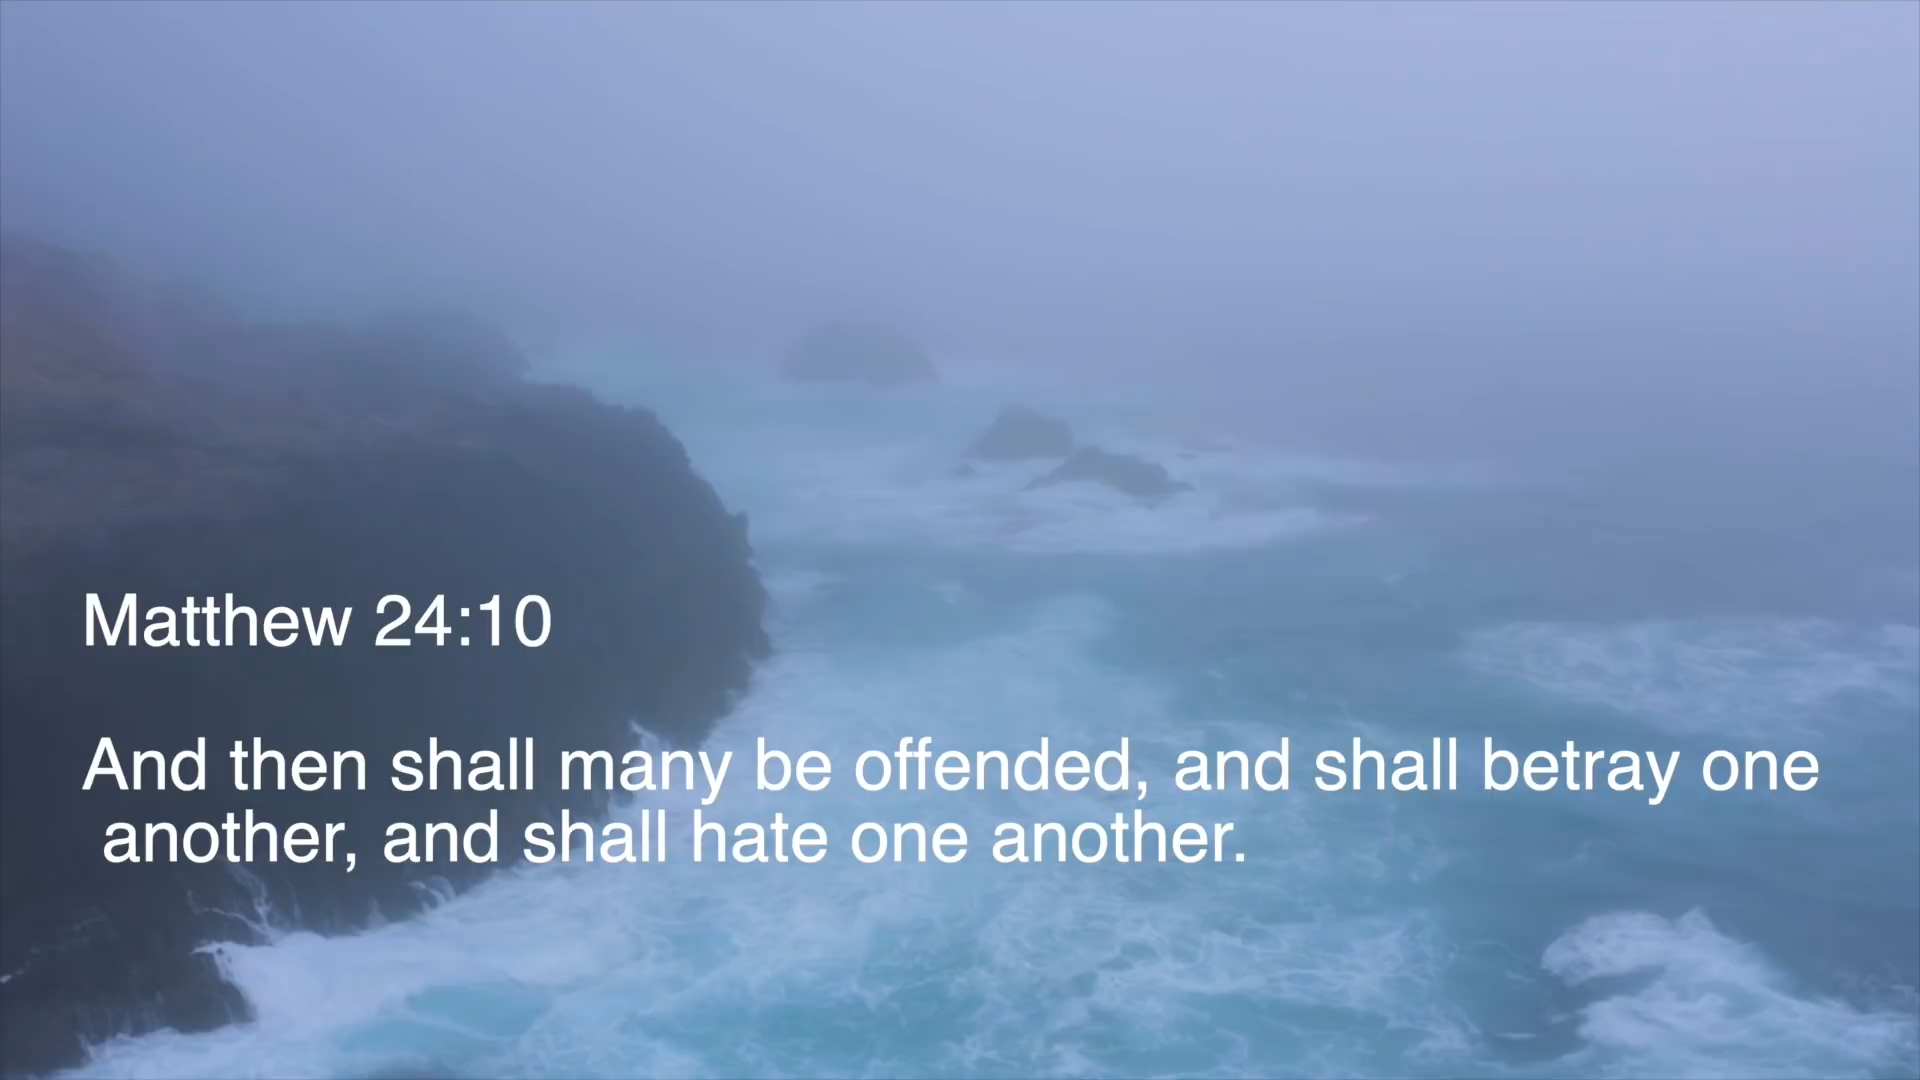 Matthew 24:10
And then shall many be offended, and shall betray one
another, and shall hate one another.